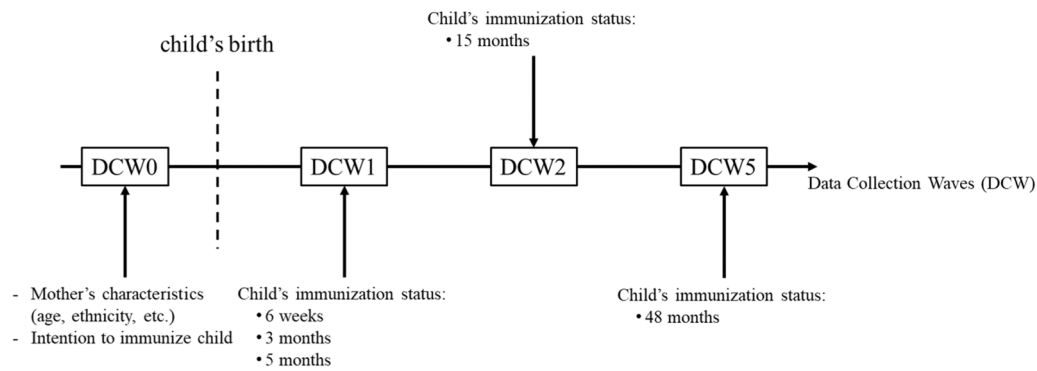 Child's immunization status:
• 15 months
child's birth
DCW0
DCW1
DCW2
DCW5
Data Collection Waves (DCW)
- Mother's characteristics
(age, ethnicity, etc.)
- Intention to immunize child
Child's immunization status:
• 6 weeks
• 3 months
• 5 months
Child's immunization status:
• 48 months